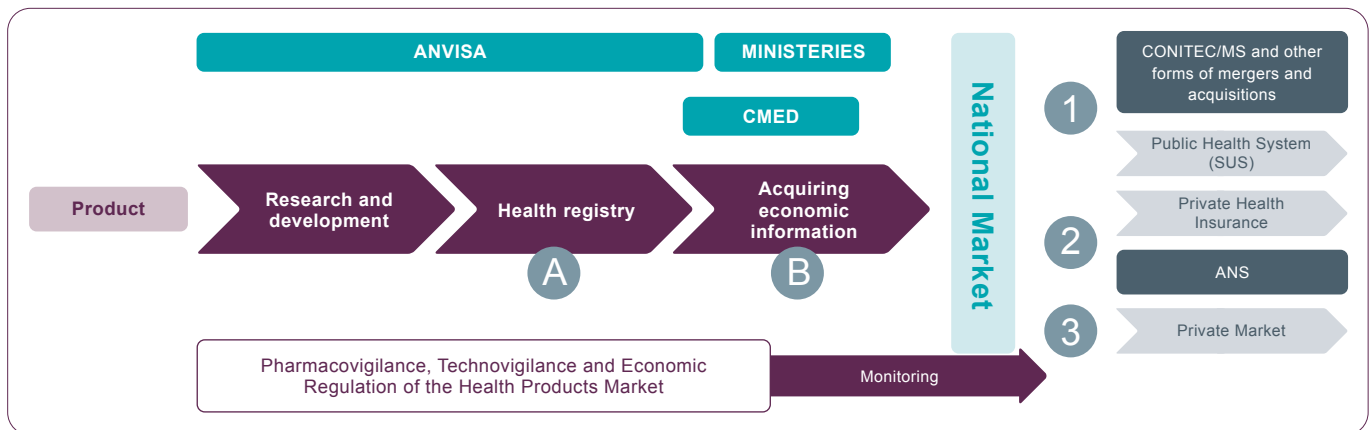 ANVISA
MINISTERIES
CMED
Product
Research and
development
Health registry
Acquiring
economic
information
A
B
National Market
1
CONITEC/MS and other
forms of mergers and
acquisitions
Public Health System
(SUS)
2
Private Health
Insurance
ANS
3
Private Market
Pharmacovigilance, Technovigilance and Economic
Regulation of the Health Products Market
Monitoring